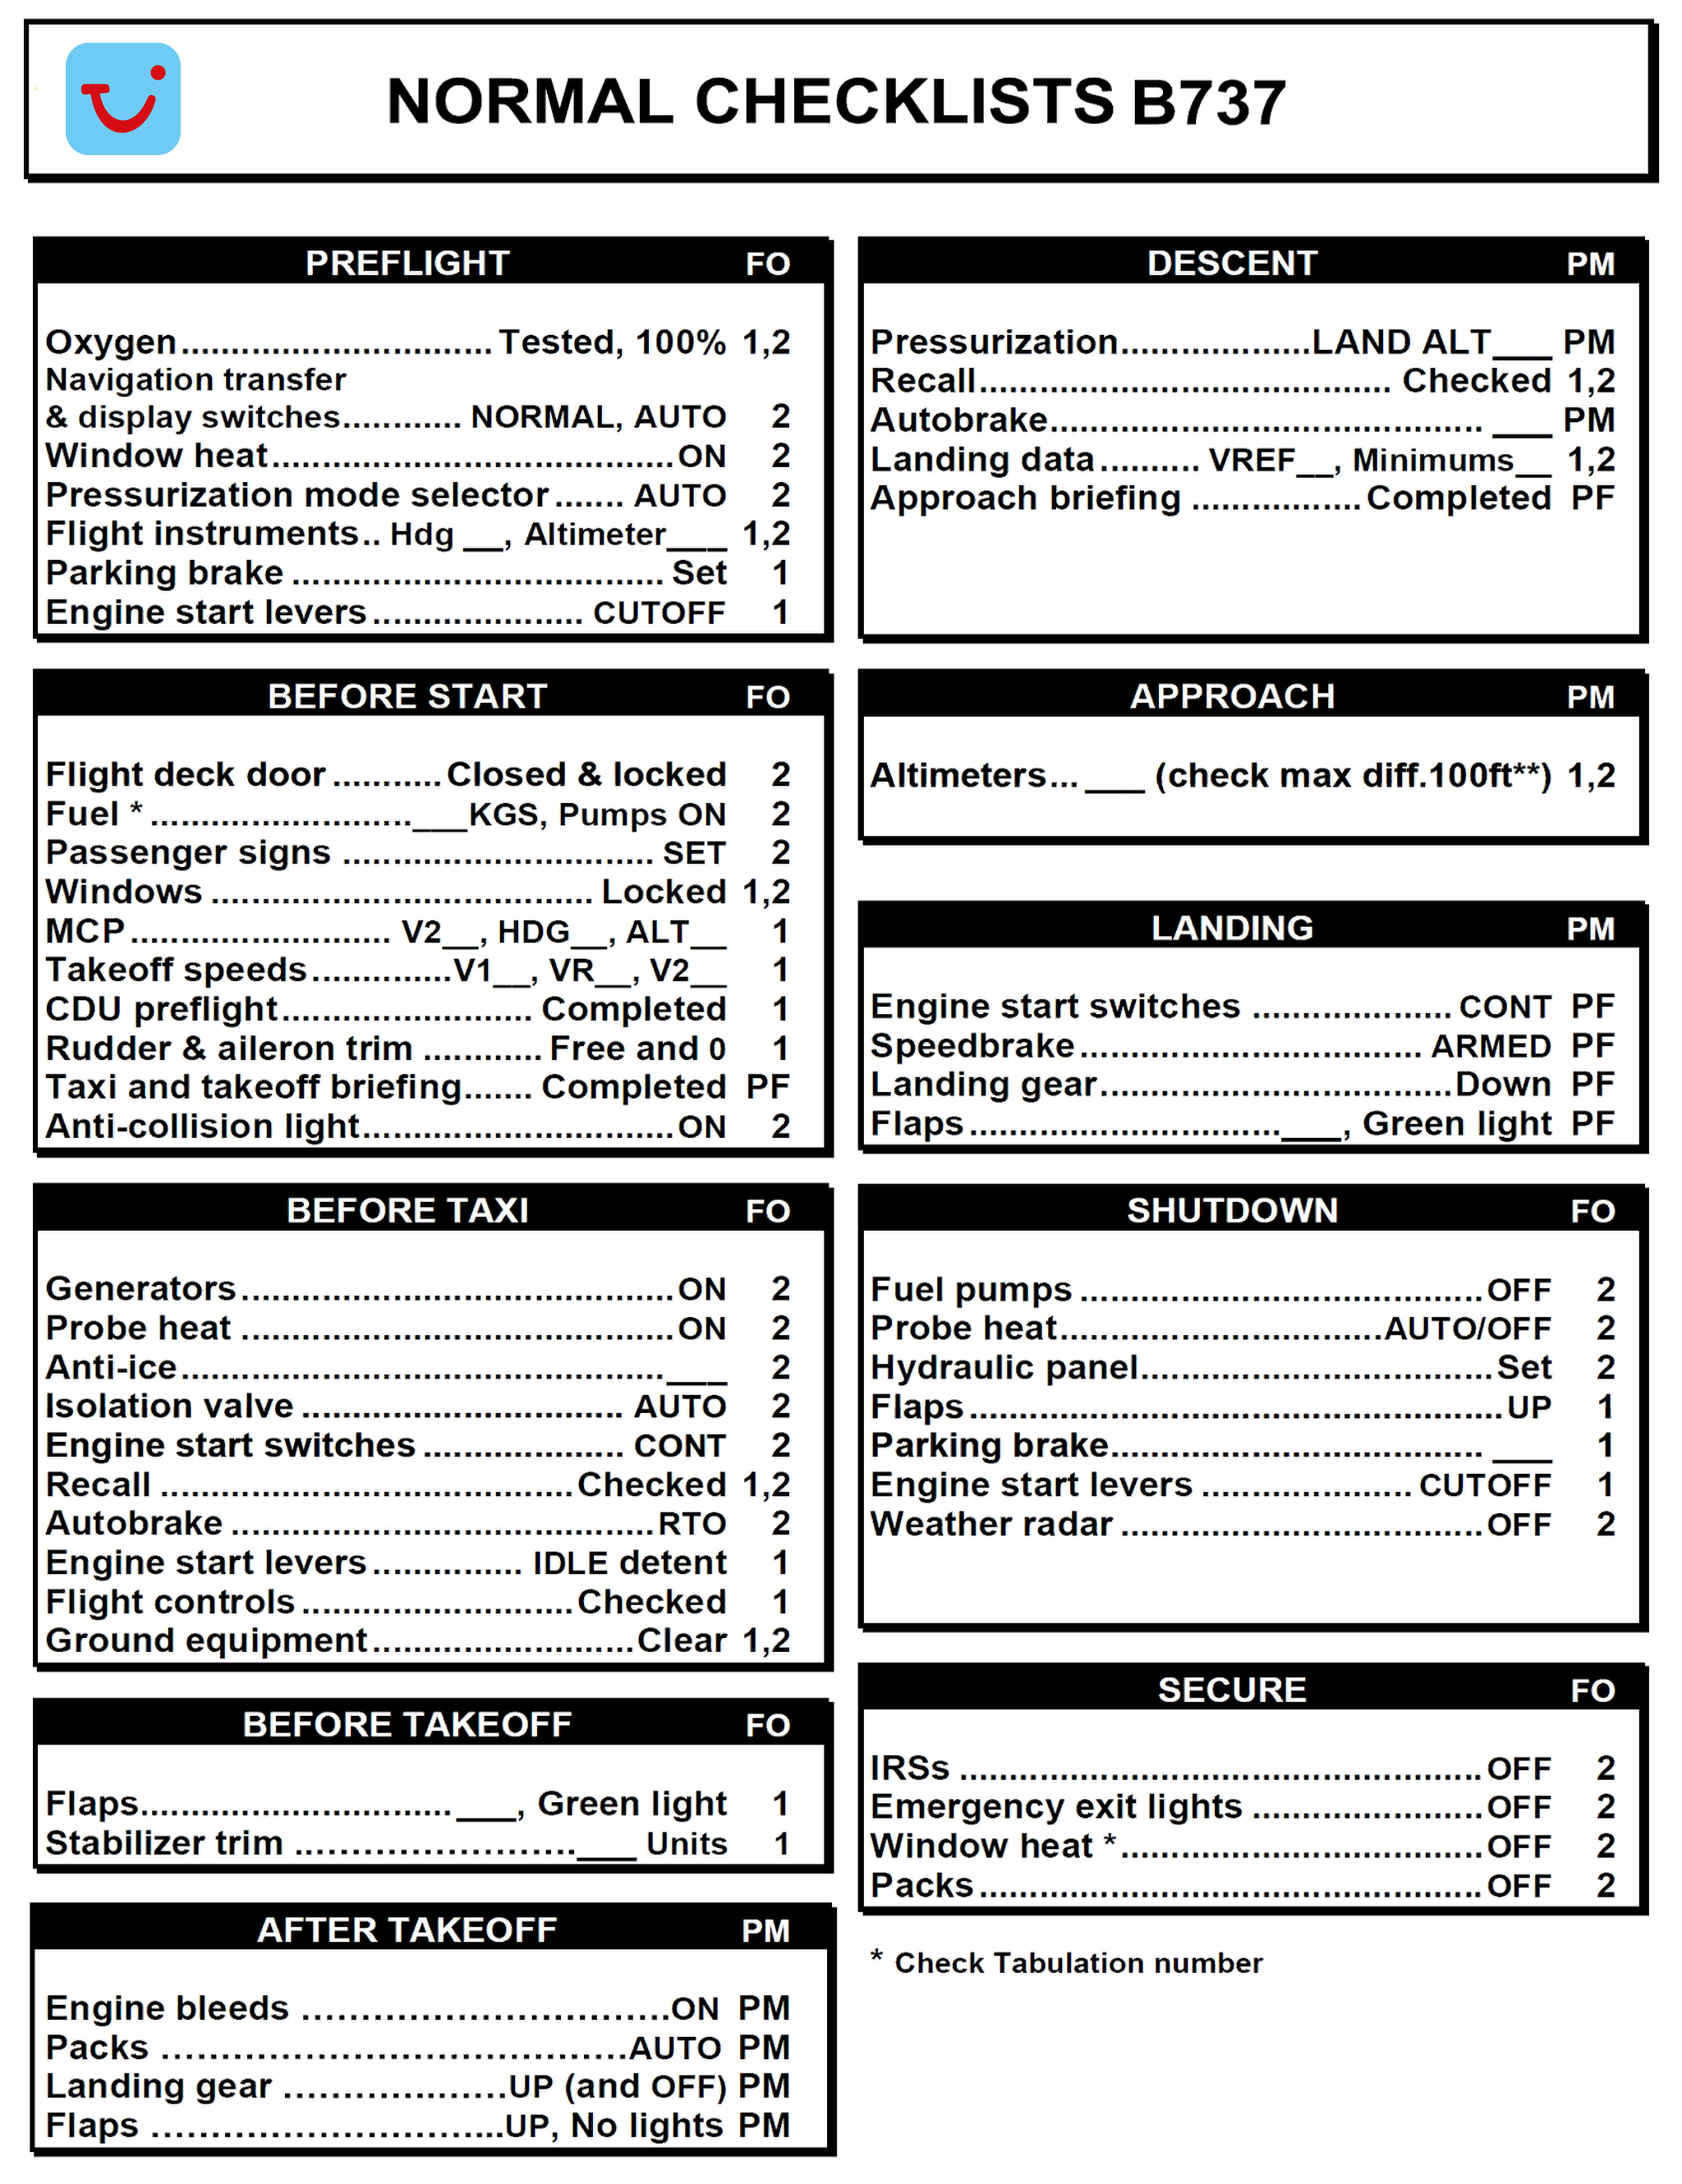 NORMAL CHECKLISTS B737
PREFLIGHT FO
Oxygen............................... Tested, 100% 1,2
Navigation transfer
& display switches............ NORMAL, AUTO 2
Window heat........................................ON 2
Pressurization mode selector....... AUTO 2
Flight instruments.. Hdg __, Altimeter___ 1,2
Parking brake ..................................... Set 1
Engine start levers..................... CUTOFF 1
BEFORE START FO
Flight deck door...........Closed & locked 2
Fuel * ..........................___KGS, Pumps ON 2
Passenger signs ............................... SET 2
Windows ...................................... Locked 1,2
MCP.......................... V2__, HDG__, ALT__ 1
Takeoff speeds..............V1__, VR__, V2__ 1
CDU preflight......................... Completed 1
Rudder & aileron trim ............ Free and 0 1
Taxi and takeoff briefing....... Completed PF
Anti-collision light...............................ON 2
BEFORE TAXI FO
Generators...........................................ON 2
Probe heat ...........................................ON 2
Anti-ice................................................___ 2
Isolation valve ................................ AUTO 2
Engine start switches .................... CONT 2
Recall .........................................Checked 1,2
Autobrake ..........................................RTO 2
Engine start levers............... IDLE detent 1
Flight controls...........................Checked 1
Ground equipment..........................Clear 1,2
BEFORE TAKEOFF FO
Flaps...............................___, Green light 1
Stabilizer trim ............................___ Units 1
AFTER TAKEOFF PM
Engine bleeds ....................................ON PM
Packs ..............................................AUTO PM
Landing gear ......................UP (and OFF) PM
Flaps ...................................UP, No lights PM
DESCENT PM
Pressurization...................LAND ALT___ PM
Recall......................................... Checked 1,2
Autobrake........................................... ___ PM
Landing data.......... VREF__, Minimums__ 1,2
Approach briefing .................Completed PF
APPROACH PM
Altimeters... ___ (check max diff.100ft**) 1,2
LANDING PM
Engine start switches .................... CONT PF
Speedbrake.................................. ARMED PF
Landing gear...................................Down PF
Flaps...............................___, Green light PF
SHUTDOWN FO
Fuel pumps ........................................OFF 2
Probe heat................................AUTO/OFF 2
Hydraulic panel...................................Set 2
Flaps.....................................................UP 1
Parking brake..................................... ___ 1
Engine start levers ..................... CUTOFF 1
Weather radar ....................................OFF 2
SECURE FO
IRSs ....................................................OFF 2
Emergency exit lights .......................OFF 2
Window heat *....................................OFF 2
Packs..................................................OFF 2
* Check Tabulation number